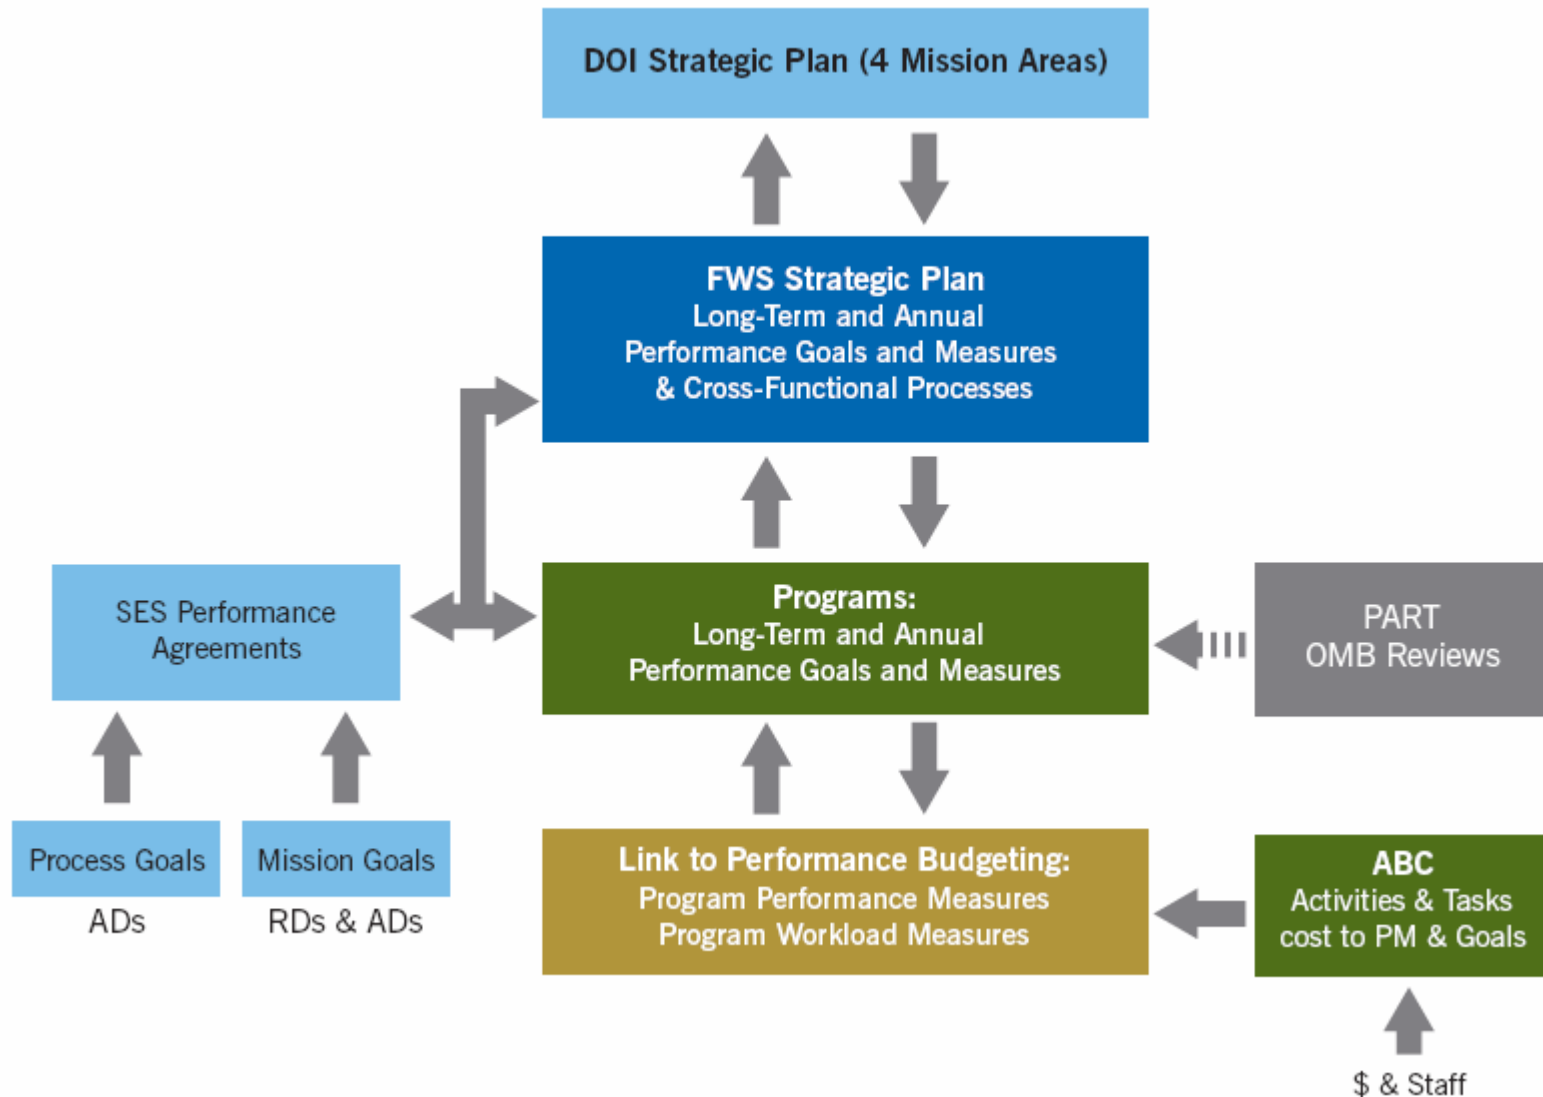 DOI Strategic Plan (4 Mission Areas)
FWS Strategic Plan
Long-Term and Annual
Performance Goals and Measures
& Cross-Functional Processes
SES Performance
Agreements
Programs:
Long-Term and Annual
Performance Goals and Measures
PART
OMB Reviews
Process Goals
ADs
Mission Goals
RDs & ADs
Link to Performance Budgeting:
Program Performance Measures
Program Workload Measures
ABC
Activities & Tasks
cost to PM & Goals
$ & Staff